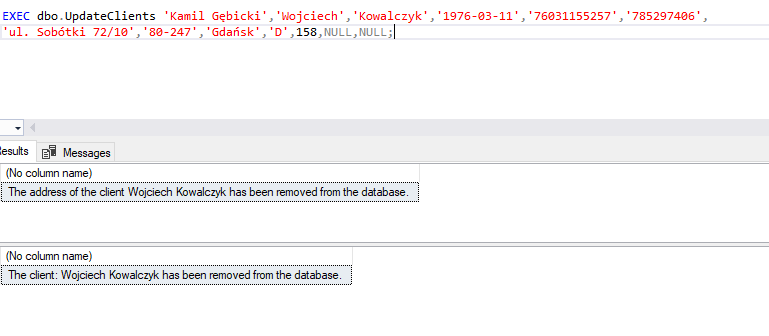 EXEC dbo.UpdateClients 'Kamil Gębicki','Wojciech','Kowalczyk','1976-03-11','76031155257','785297406',
'ul. Sobótki 72/10','80-247','Gdańsk','D',158,NULL,NULL;
esults Messages
(No column name)
The address of the client Wojciech Kowalczyk has been removed from the database.
(No column name)
The client: Wojciech Kowalczyk has been removed from the database.